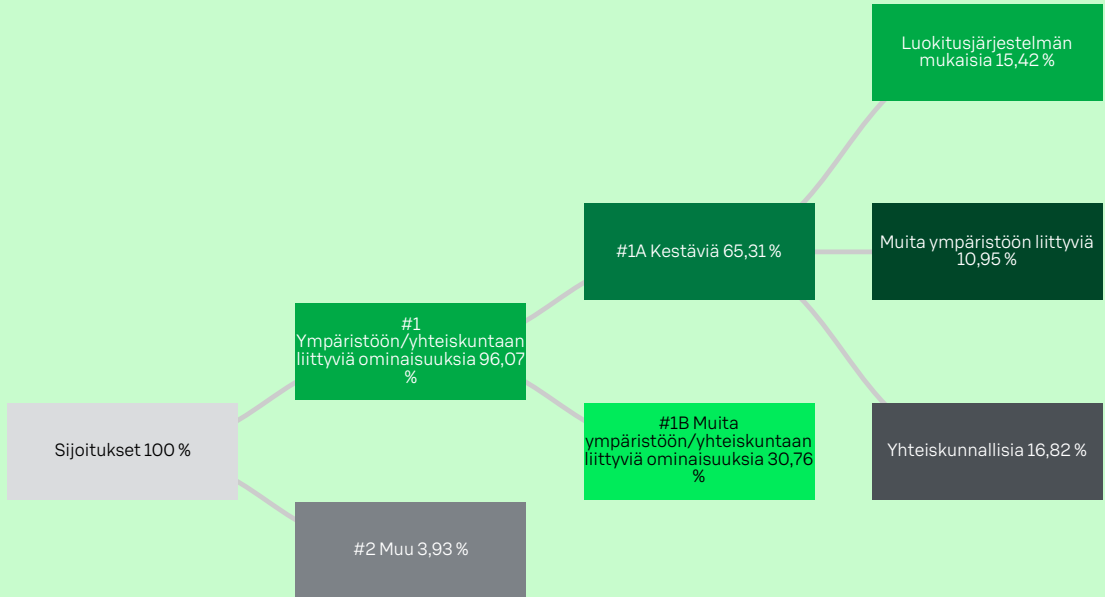 Sijoitukset 100 %
#1
Ympäristöön/yhteiskuntaan
liittyviä ominaisuuksia 96,07
%
#2 Muu 3,93 %
#1A Kestäviä 65,31 %
#1B Muita
ympäristöön/yhteiskuntaan
liittyviä ominaisuuksia 30,76
%
Luokitusjärjestelmän
mukaisia 15,42 %
Muita ympäristöön liittyviä
10,95 %
Yhteiskunnallisia 16,82 %